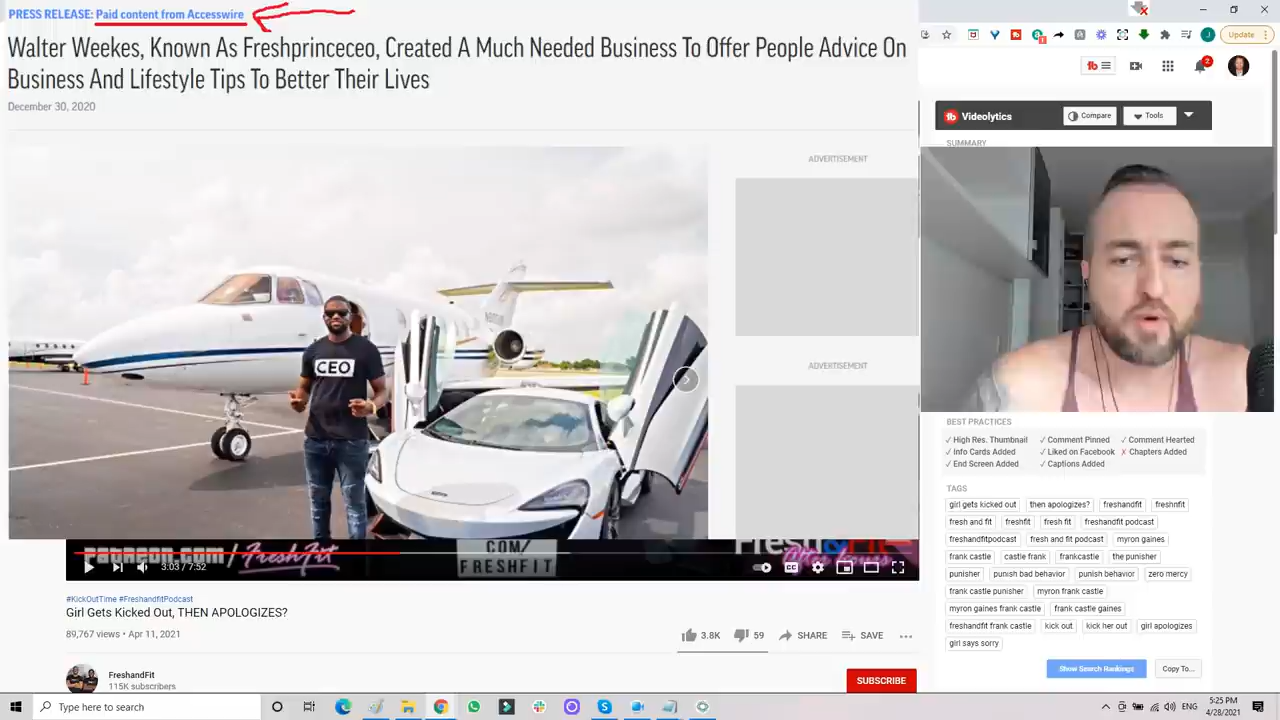 PRESS RELEASE: Paid content from Accesswire
Walter Weekes, Known As Freshprinceceo, Created A Much Needed Business To Offer People Advice On
Business And Lifestyle Tips To Better Their Lives
December 30, 2020
ADVERTISEMENT
ADVERTISEMENT
CEO
patreon.com/FreshFit
COM/
FRESHFIT
Fresh&Fit
3:03 / 7:52
#KickOutTime #FreshandfitPodcast
Girl Gets Kicked Out, THEN APOLOGIZES?
89,767 views • Apr 11, 2021
3.8K
59
SHARE
SAVE
FreshandFit
115K subscribers
SUBSCRIBE
Update
2
Videolytics
Compare
Tools
SUMMARY
BEST PRACTICES
✓ High Res. Thumbnail ✓ Comment Pinned ✓ Comment Hearted
✓ Info Cards Added ✓ Liked on Facebook ✗ Chapters Added
✓ End Screen Added ✓ Captions Added
TAGS
girl gets kicked out then apologizes? freshandfit freshnfit
fresh and fit freshfit fresh fit freshandfit podcast
freshandfitpodcast fresh and fit podcast myron gaines
frank castle castle frank frankcastle the punisher
punisher punish bad behavior punish behavior zero mercy
frank castle punisher myron frank castle
myron gaines frank castle frank castle gaines
freshandfit frank castle kick out kick her out girl apologizes
girl says sorry
Show Search Rankings
Copy To...
Type here to search
5:25 PM
4/28/2021